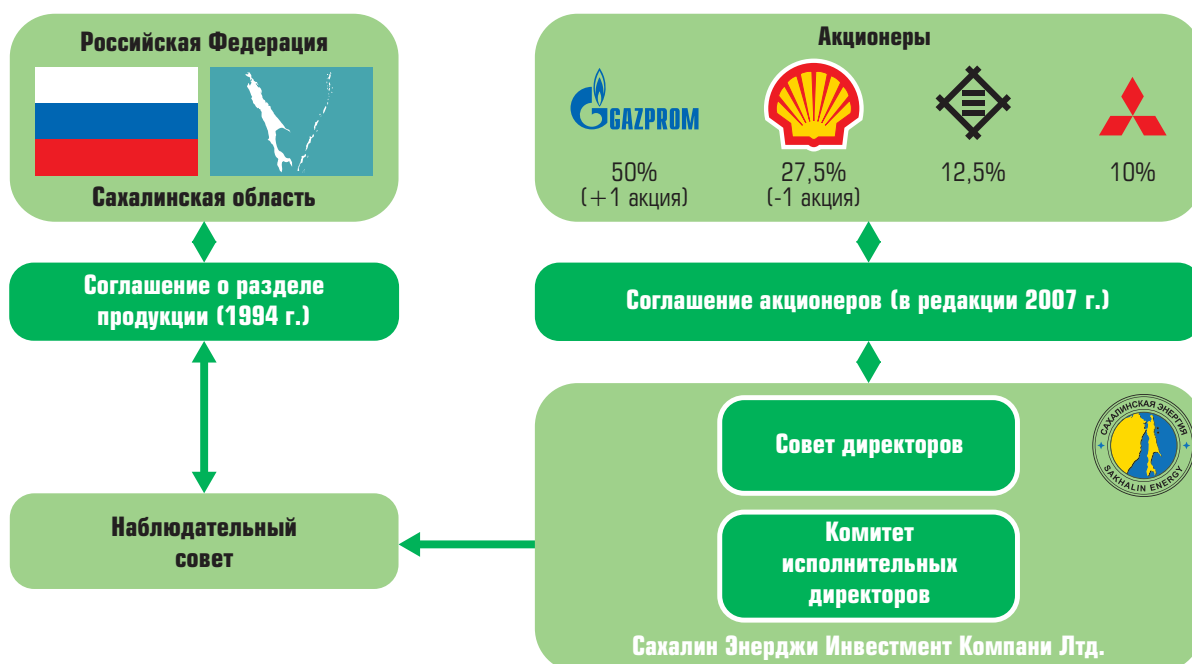 Российская Федерация
Сахалинская область
Соглашение о разделе
продукции (1994 г.)
Наблюдательный
совет
Акционеры
GAZPROM
50%
(+1 акция)
27,5%
(-1 акция)
12,5%
10%
Соглашение акционеров (в редакции 2007 г.)
Совет директоров
САХАЛИНСКАЯ ЭНЕРГИЯ
SAKHALIN ENERGY
Комитет
исполнительных
директоров
Сахалин Энерджи Инвестмент Компани Лтд.